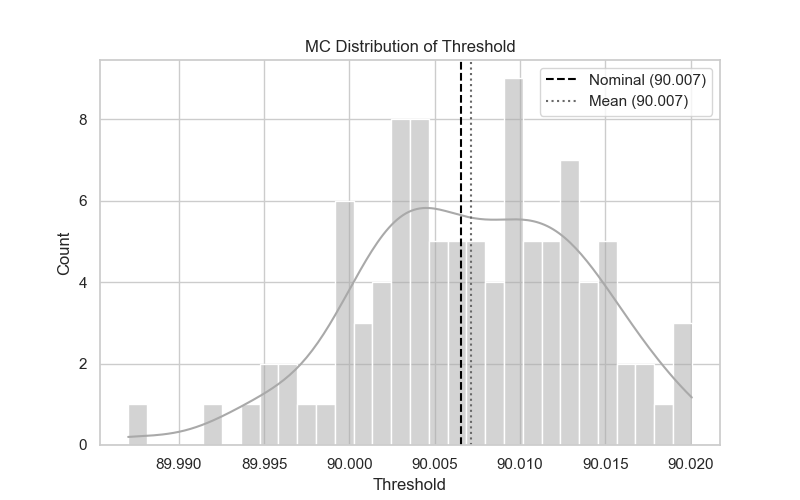 MC Distribution of Threshold
Nominal (90.007)
Mean (90.007)
Count
8
6
4
2
0
89.990 89.995 90.000 90.005 90.010 90.015 90.020
Threshold